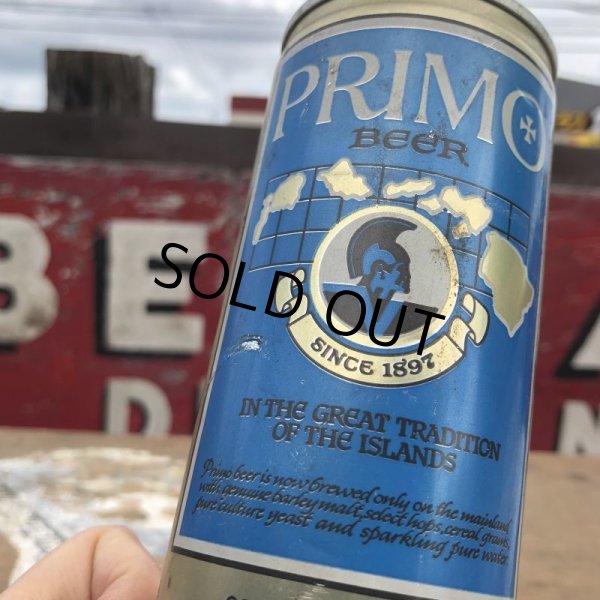 PRIMO
BEER
SINCE 1897
SOLD OUT
IN THE GREAT TRADITION
OF THE ISLANDS
Primo beer is now brewed only on the mainland
with genuine barley malt, select hops, cereal grains,
pure culture yeast and sparkling pure water.
BE
D
N